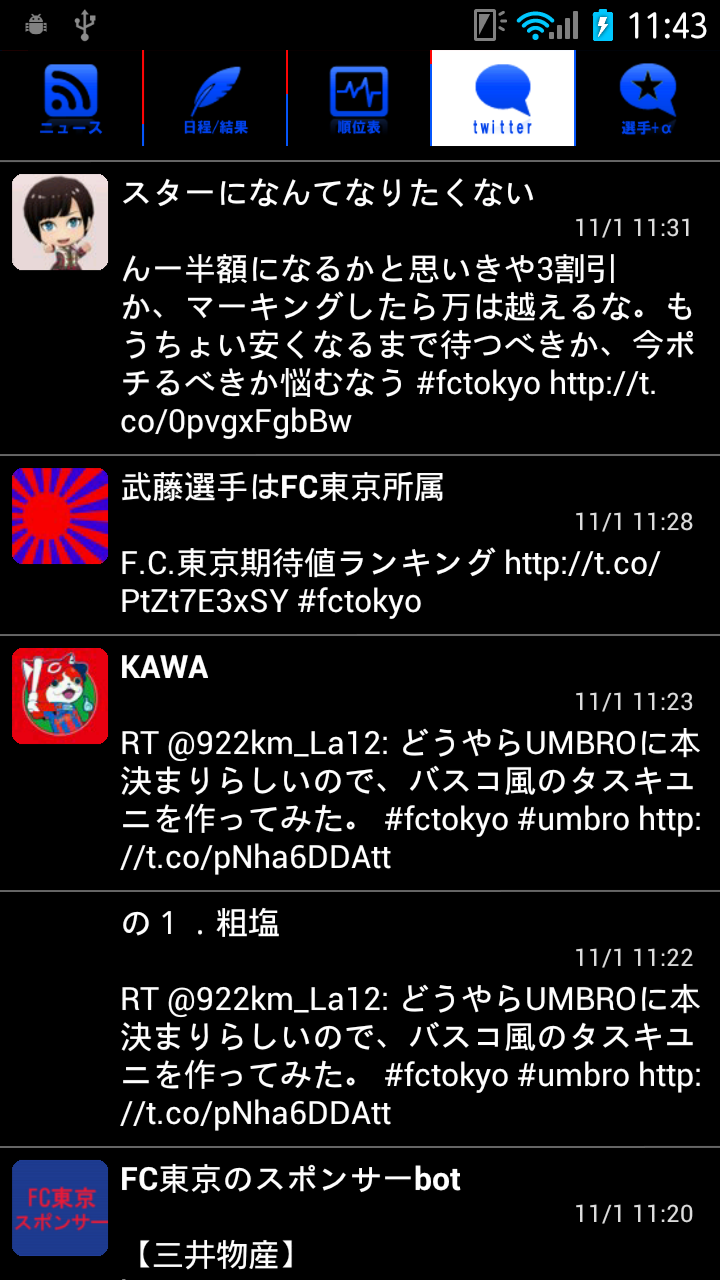 11:43
ニュース
日程/結果
順位表
twitter
選手+α
スターになんてなりたくない
11/1 11:31
んー半額になるかと思いきや3割引
か、マーキングしたら万は越えるな。も
うちょい安くなるまで待つべきか、今ポ
チるべきか悩むなう #fctokyo http://t.
co/0pvgxFgbBw
武藤選手はFC東京所属
11/1 11:28
F.C.東京期待値ランキング http://t.co/
PtZt7E3xSY #fctokyo
KAWA
11/1 11:23
RT @922km_La12: どうやらUMBROに本
決まりらしいので、バスコ風のタスキユ
ニを作ってみた。 #fctokyo #umbro http:
//t.co/pNha6DDAtt
の１．粗塩
11/1 11:22
RT @922km_La12: どうやらUMBROに本
決まりらしいので、バスコ風のタスキユ
ニを作ってみた。 #fctokyo #umbro http:
//t.co/pNha6DDAtt
FC東京
スポンサー
FC東京のスポンサーbot
11/1 11:20
【三井物産】